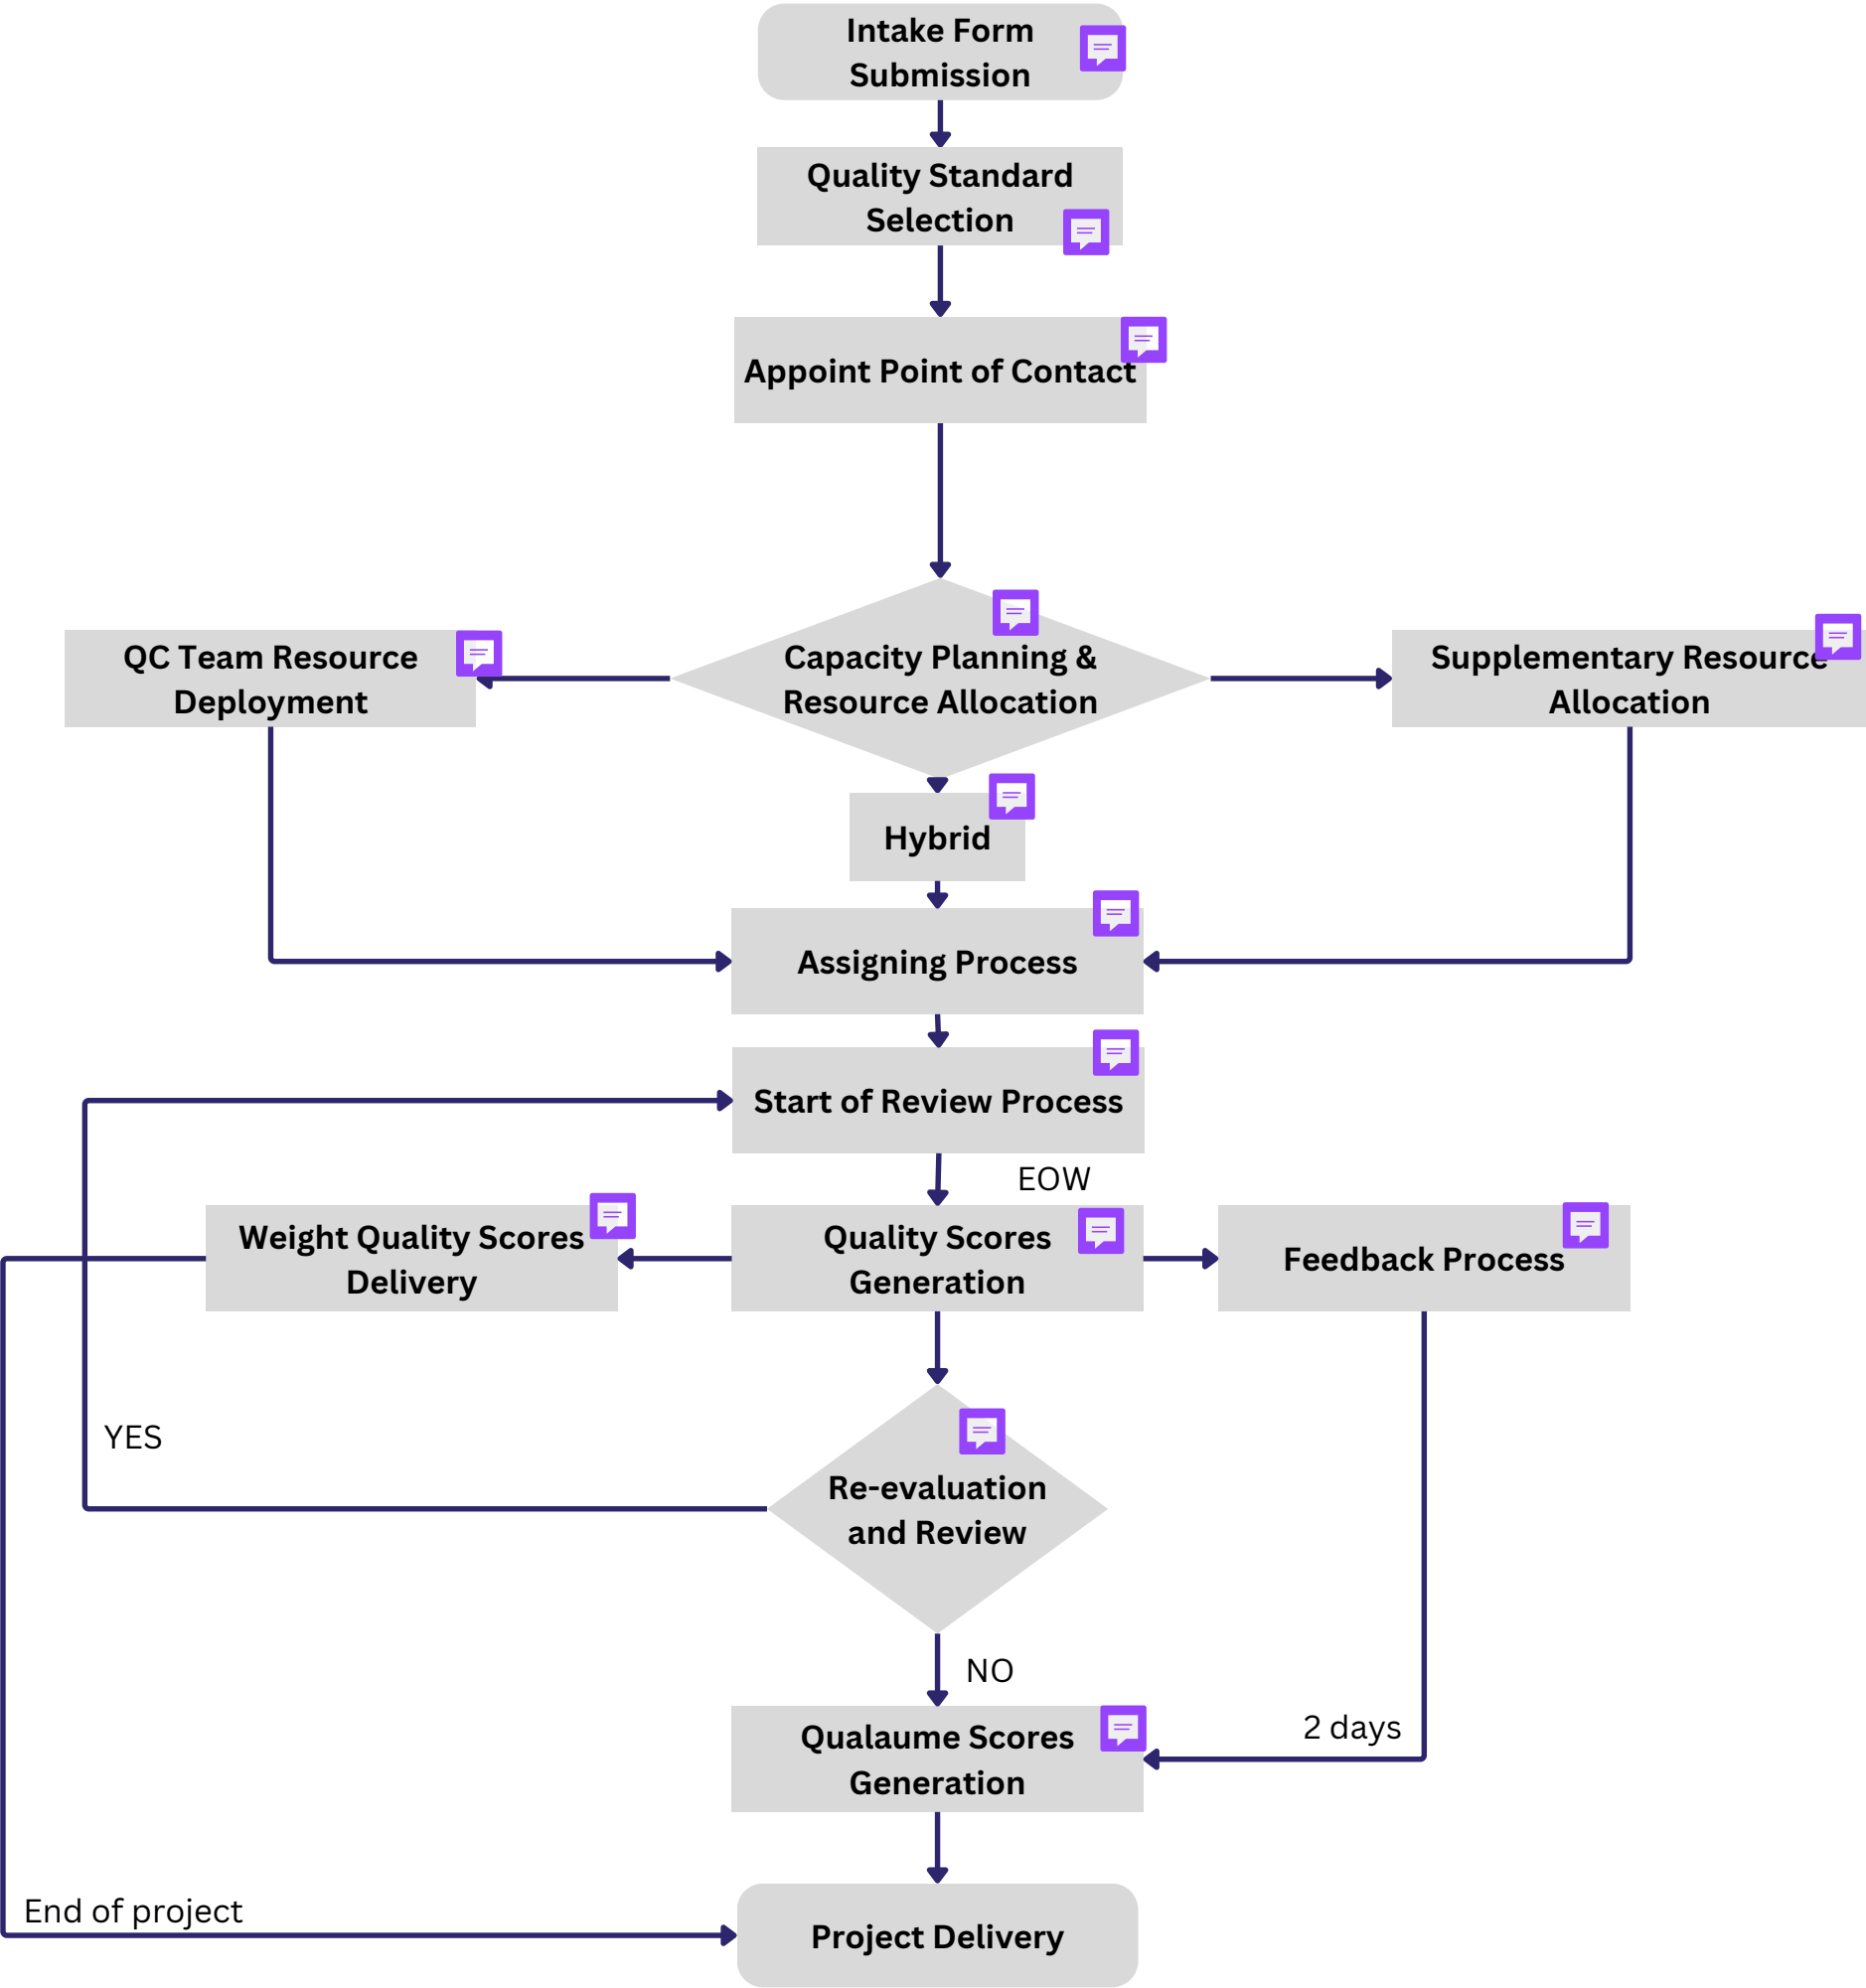 Intake Form
Submission
Quality Standard
Selection
Appoint Point of Contact
QC Team Resource
Deployment
Capacity Planning &
Resource Allocation
Supplementary Resource
Allocation
Hybrid
Assigning Process
Start of Review Process
EOW
Weight Quality Scores
Delivery
Quality Scores
Generation
Feedback Process
YES
Re-evaluation
and Review
NO
2 days
Qualaume Scores
Generation
End of project
Project Delivery